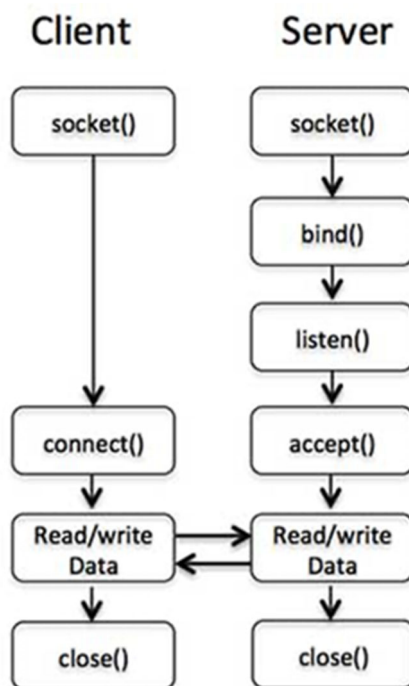 Client Server
socket() socket()
bind()
listen()
connect() accept()
Read/write Read/write
Data Data
close() close()